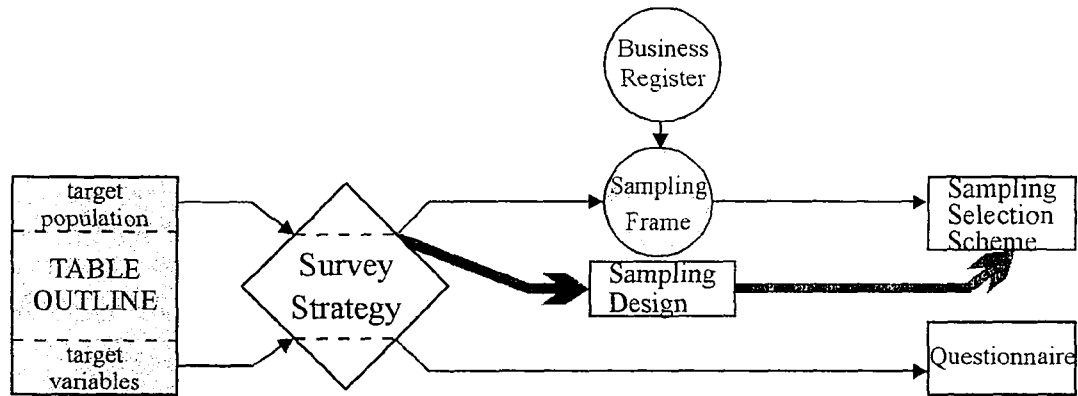 Business
Register
target
population
TABLE
OUTLINE
target
variables
Survey
Strategy
Sampling
Frame
Sampling
Design
Sampling
Selection
Scheme
Questionnaire